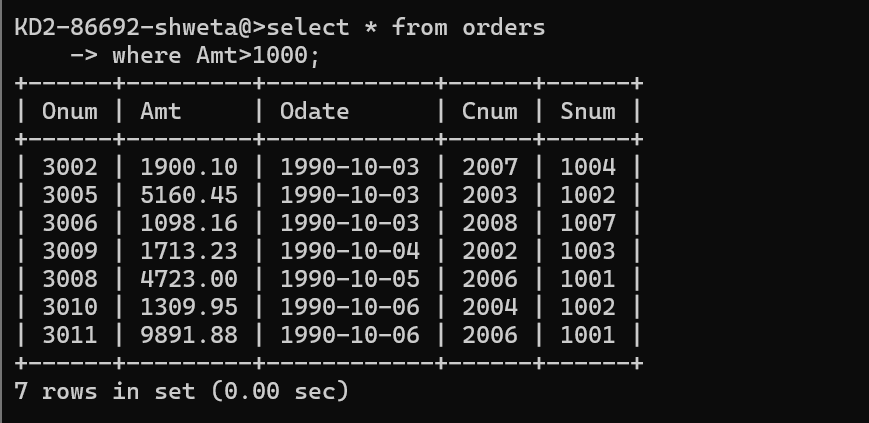 KD2-86692-shweta@>select * from orders
    -> where Amt>1000;
+------+---------+------------+------+------+
| Onum | Amt     | Odate      | Cnum | Snum |
+------+---------+------------+------+------+
| 3002 | 1900.10 | 1990-10-03 | 2007 | 1004 |
| 3005 | 5160.45 | 1990-10-03 | 2003 | 1002 |
| 3006 | 1098.16 | 1990-10-03 | 2008 | 1007 |
| 3009 | 1713.23 | 1990-10-04 | 2002 | 1003 |
| 3008 | 4723.00 | 1990-10-05 | 2006 | 1001 |
| 3010 | 1309.95 | 1990-10-06 | 2004 | 1002 |
| 3011 | 9891.88 | 1990-10-06 | 2006 | 1001 |
+------+---------+------------+------+------+
7 rows in set (0.00 sec)